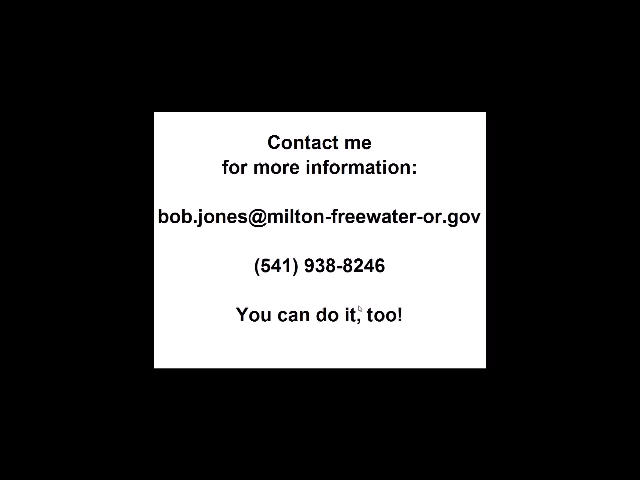 Contact me
for more information:
bob.jones@milton-freewater-or.gov
(541) 938-8246
You can do it, too!